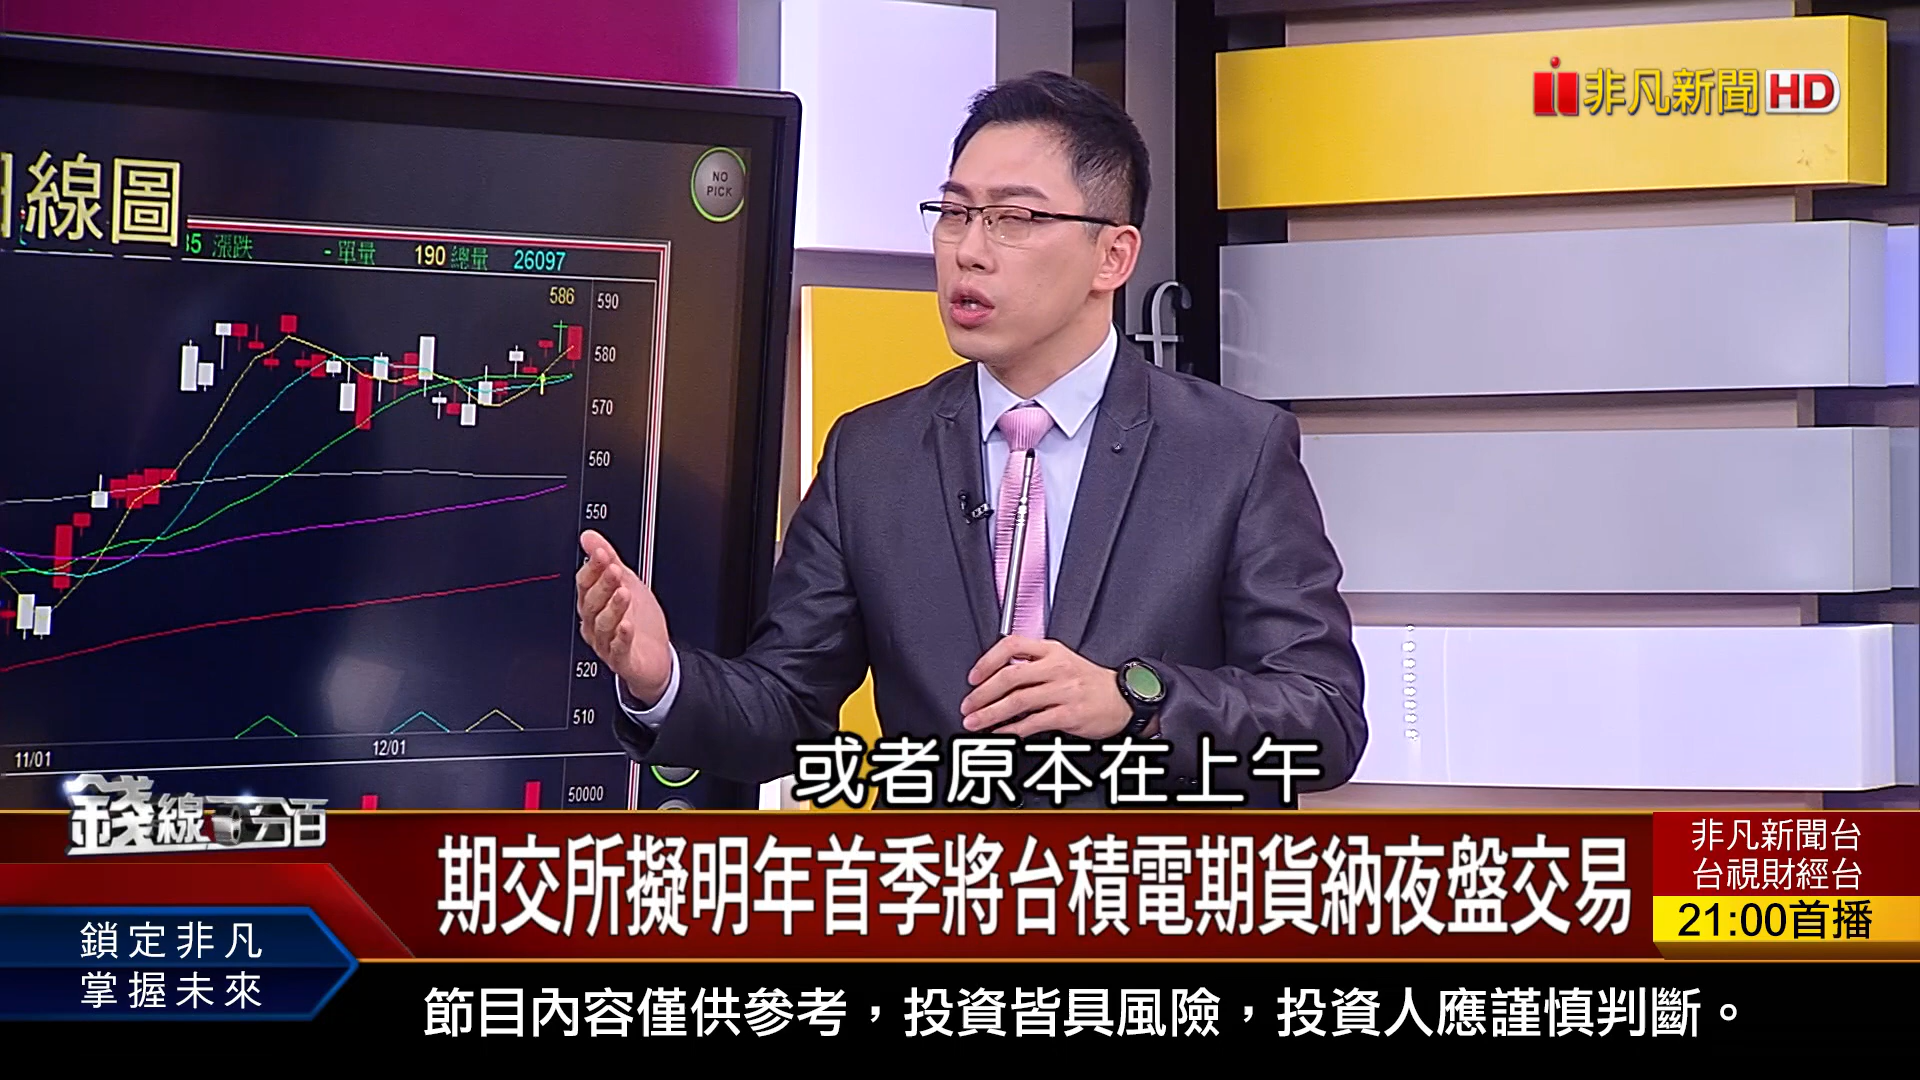 非凡新聞HD
線圖
NO
PICK
35 漲跌 - 單量 190 總量 26097
586
590
580
570
560
550
520
510
11/01 12/01
50000
或者原本在上午
錢線百分百
期交所擬明年首季將台積電期貨納夜盤交易
非凡新聞台
台視財經台
21:00首播
鎖定非凡
掌握未來
節目內容僅供參考，投資皆具風險，投資人應謹慎判斷。